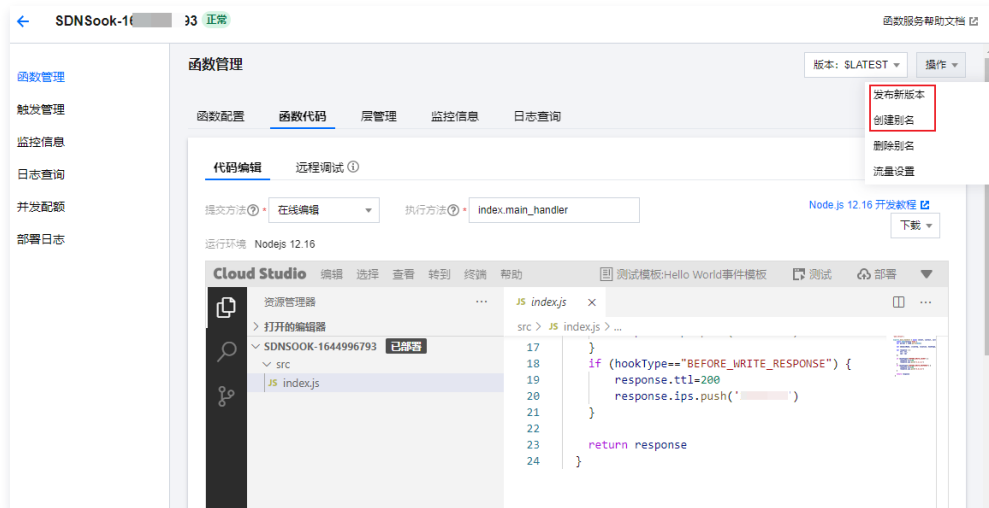 SDNSook-16 93 正常 函数服务帮助文档
函数管理
触发管理
监控信息
日志查询
并发配额
部署日志
函数管理 版本：$LATEST 操作
发布新版本
创建别名
删除别名
流量设置
函数配置 函数代码 层管理 监控信息 日志查询
代码编辑 远程调试
提交方法 * 在线编辑 执行方法 * index.main_handler Node.js 12.16 开发教程
下载
运行环境 Nodejs 12.16
Cloud Studio 编辑 选择 查看 转到 终端 帮助 测试模板:Hello World事件模板 测试 部署
资源管理器 ··· JS index.js × ···
> 打开的编辑器 src > JS index.js > ...
SDNSOOK-1644996793 已部署
src
JS index.js
17 }
18 if (hookType=="BEFORE_WRITE_RESPONSE") {
19 response.ttl=200
20 response.ips.push(' ')
21 }
22
23 return response
24 }